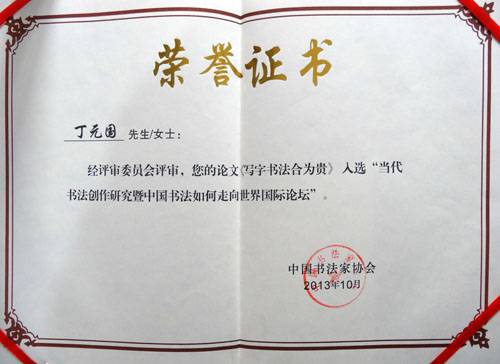 荣誉证书
丁元国 先生/女士：
经评审委员会评审，您的论文《写字书法合为贵》入选“当代
书法创作研究暨中国书法如何走向世界国际论坛”。
中国书法家协会
2013年10月